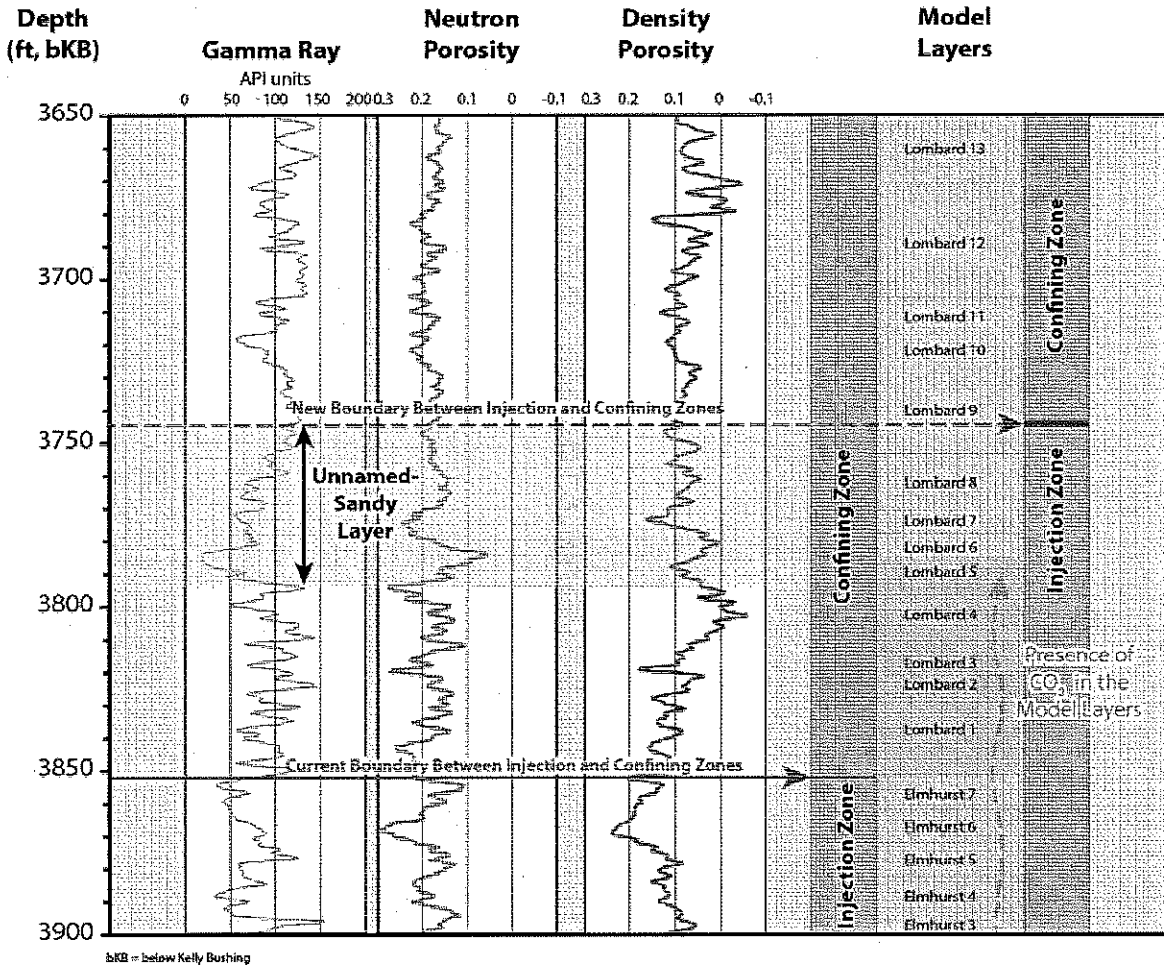 Depth
(ft, bKB)
Gamma Ray
API units
Neutron
Porosity
Density
Porosity
Model
Layers
0 50 100 150 200
0.3 0.2 0.1 0 -0.1
0.3 0.2 0.1 0 -0.1
3650
3700
3750
3800
3850
3900
Lombard 13
Lombard 12
Lombard 11
Lombard 10
Lombard 9
Lombard 8
Lombard 7
Lombard 6
Lombard 5
Lombard 4
Lombard 3
Lombard 2
Lombard 1
Elmhurst 7
Elmhurst 6
Elmhurst 5
Elmhurst 4
Elmhurst 3
New Boundary Between Injection and Confining Zones
Unnamed-
Sandy
Layer
Current Boundary Between Injection and Confining Zones
Confining Zone
Injection Zone
Confining Zone
Injection Zone
Presence of
CO2 in the
Model Layers
bKB = below Kelly Bushing